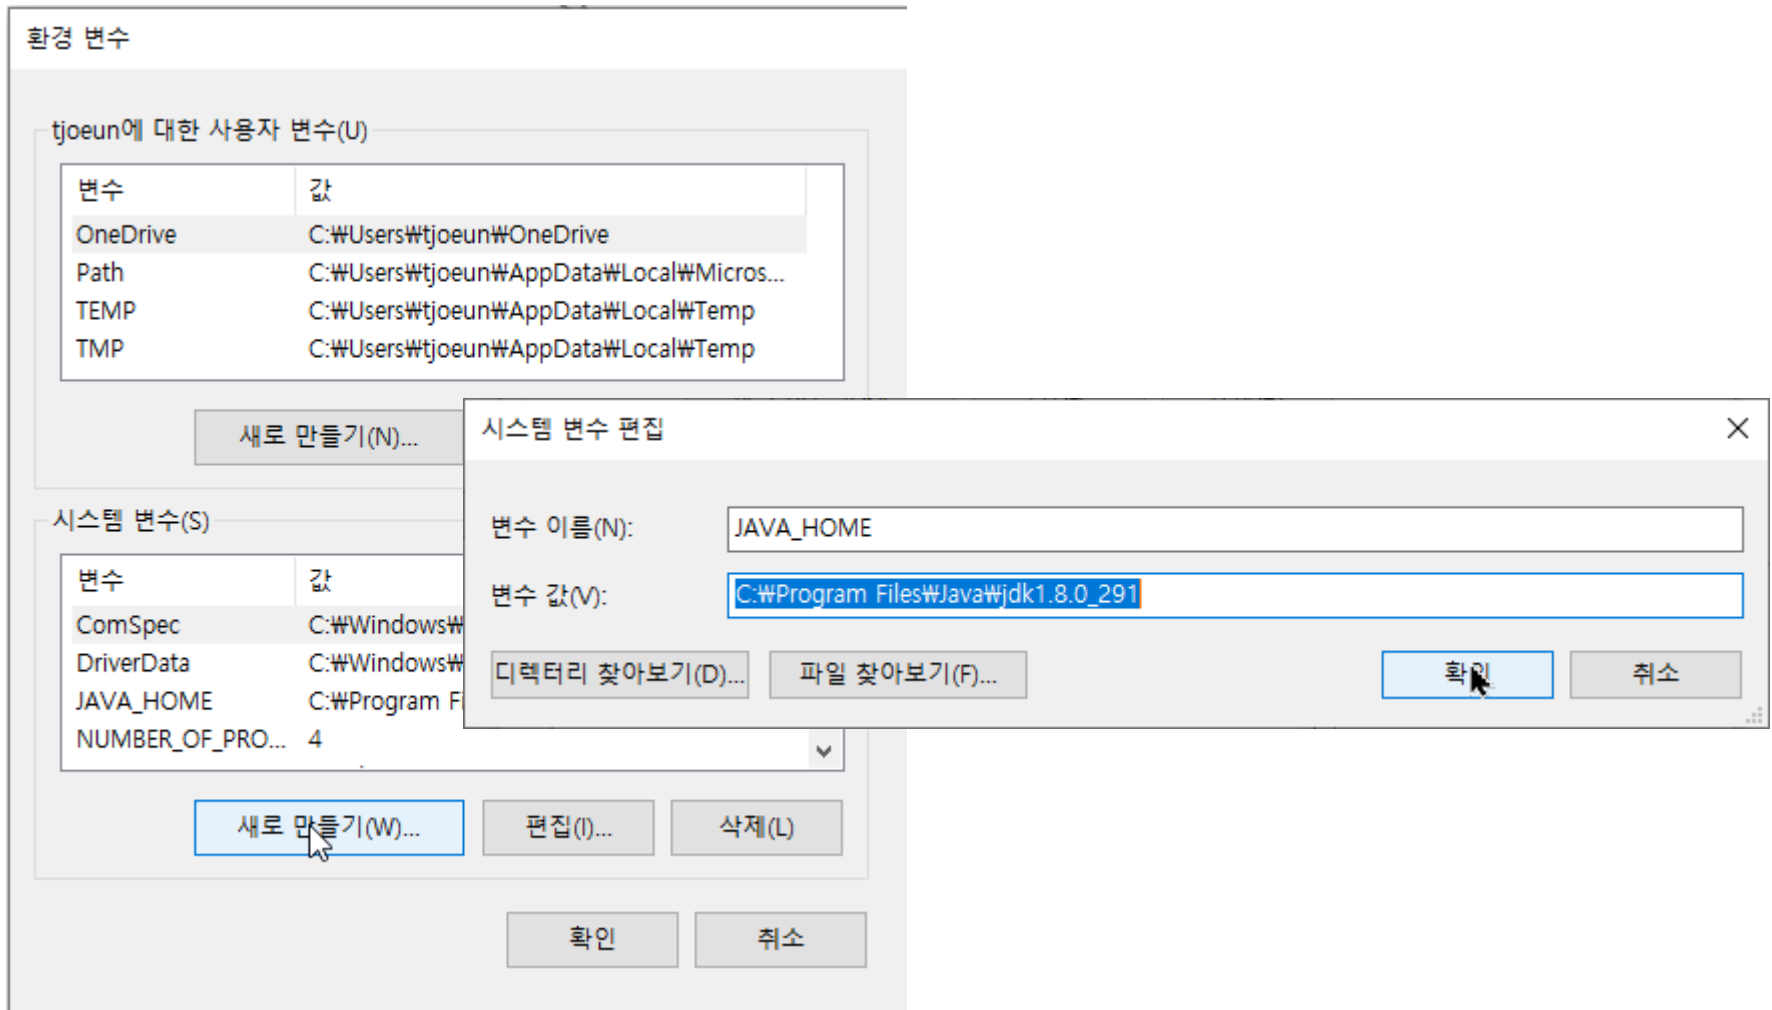 환경 변수
tjoeun에 대한 사용자 변수(U)
변수 값
OneDrive C:₩Users₩tjoeun₩OneDrive
Path C:₩Users₩tjoeun₩AppData₩Local₩Micros...
TEMP C:₩Users₩tjoeun₩AppData₩Local₩Temp
TMP C:₩Users₩tjoeun₩AppData₩Local₩Temp
새로 만들기(N)...
시스템 변수(S)
변수 값
ComSpec C:₩Windows₩
DriverData C:₩Windows₩
JAVA_HOME C:₩Program Fi
NUMBER_OF_PRO... 4
새로 만들기(W)... 편집(I)... 삭제(L)
확인 취소
시스템 변수 편집
변수 이름(N): JAVA_HOME
변수 값(V): C:₩Program Files₩Java₩jdk1.8.0_291
디렉터리 찾아보기(D)... 파일 찾아보기(F)... 확인 취소